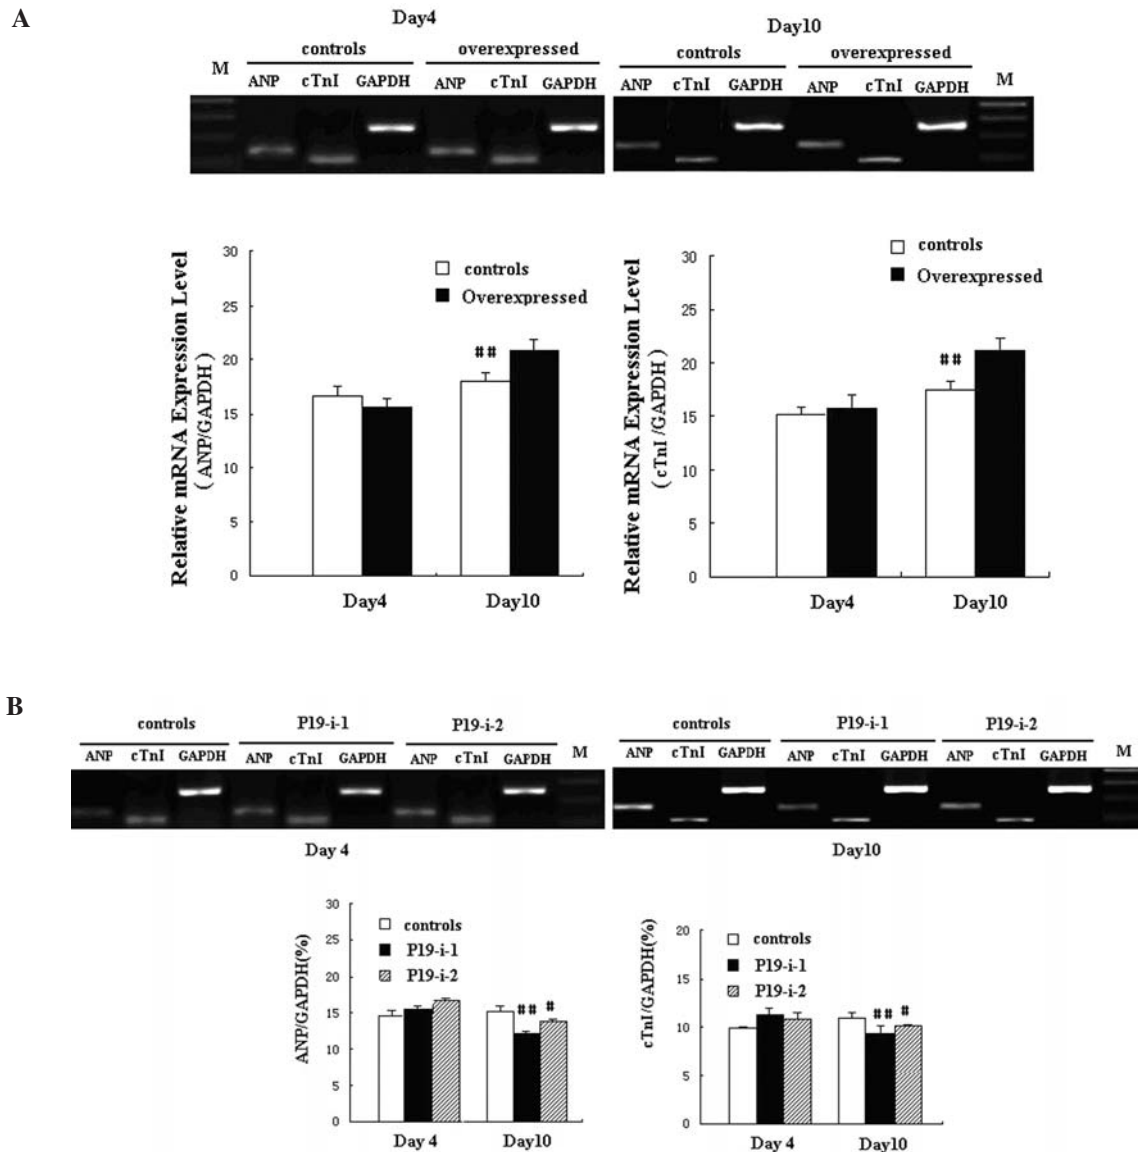 A
Day4
Day10
controls
overexpressed
controls
overexpressed
M
ANP
cTnI
GAPDH
ANP
cTnI
GAPDH
ANP
cTnI
GAPDH
ANP
cTnI
GAPDH
M
Relative mRNA Expression Level
( ANP/GAPDH )
30
25
20
15
10
5
0
controls
Overexpressed
##
Day4
Day10
Relative mRNA Expression Level
( cTnI /GAPDH )
30
25
20
15
10
5
0
controls
Overexpressed
##
Day4
Day10
B
controls
P19-i-1
P19-i-2
controls
P19-i-1
P19-i-2
ANP
cTnI
GAPDH
ANP
cTnI
GAPDH
ANP
cTnI
GAPDH
M
ANP
cTnI
GAPDH
ANP
cTnI
GAPDH
ANP
cTnI
GAPDH
M
Day 4
Day10
ANP/GAPDH(%)
30
25
20
15
10
5
0
controls
P19-i-1
P19-i-2
##
#
Day 4
Day10
cTnI/GAPDH(%)
20
15
10
5
0
controls
P19-i-1
P19-i-2
##
#
Day 4
Day10